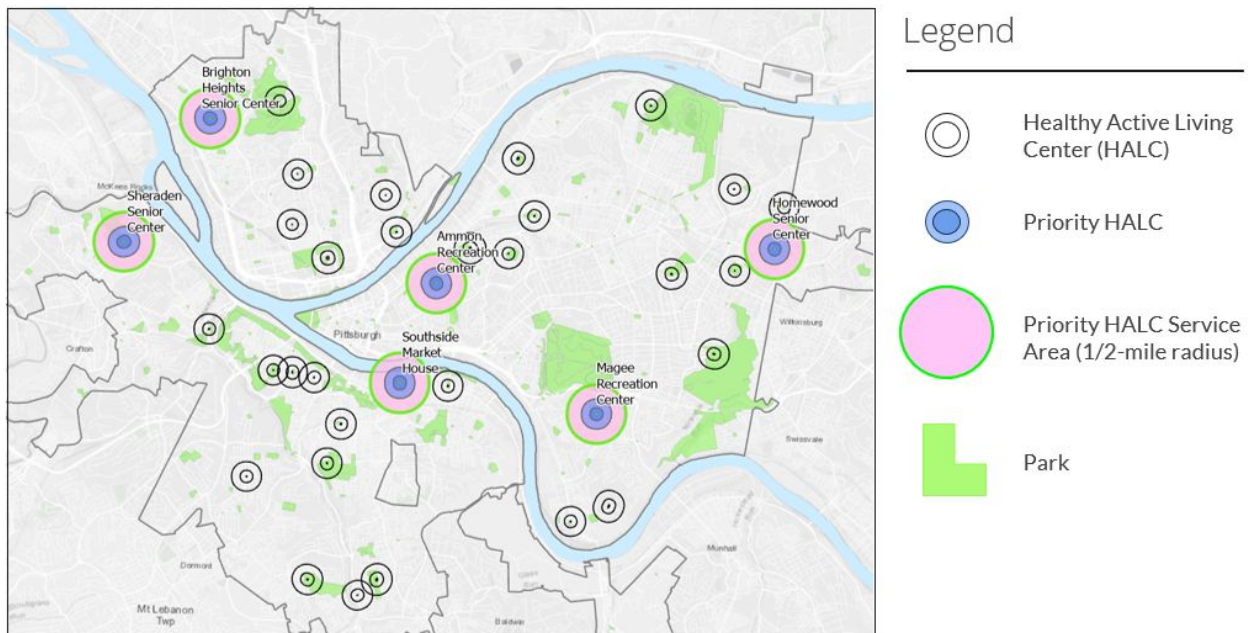 Brighton
Heights
Senior Center
McKees Rocks
Sheraden
Senior
Center
Homewood
Senior
Center
Ammon
Recreation
Center
Pittsburgh
Wilkinsburg
Southside
Market
House
Crafton
Magee
Recreation
Center
Swissvale
Munhall
Dormont
Mt Lebanon
Twp
Baldwin
Legend
Healthy Active Living
Center (HALC)
Priority HALC
Priority HALC Service
Area (1/2-mile radius)
Park